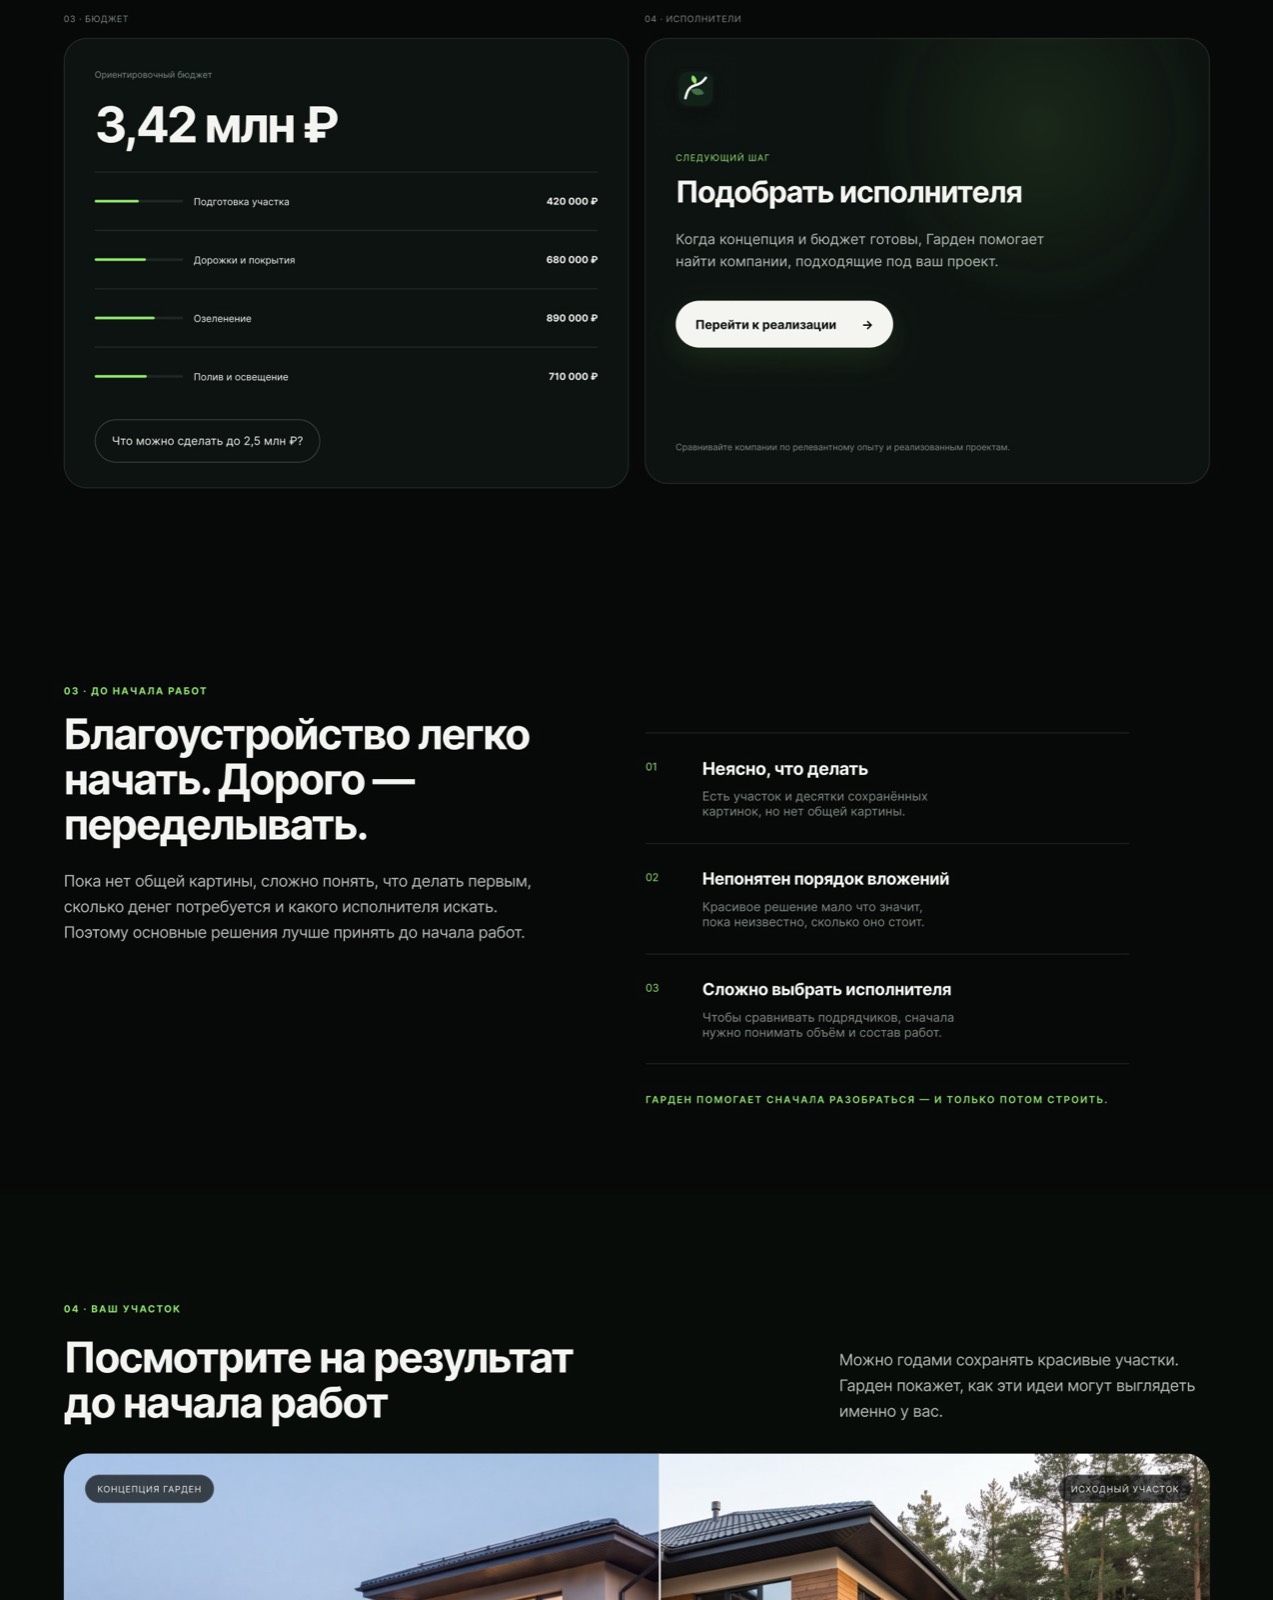 03 · БЮДЖЕТ
Ориентировочный бюджет
3,42 млн ₽
Подготовка участка 420 000 ₽
Дорожки и покрытия 680 000 ₽
Озеленение 890 000 ₽
Полив и освещение 710 000 ₽
Что можно сделать до 2,5 млн ₽?
04 · ИСПОЛНИТЕЛИ
СЛЕДУЮЩИЙ ШАГ
Подобрать исполнителя
Когда концепция и бюджет готовы, Гарден помогает
найти компании, подходящие под ваш проект.
Перейти к реализации →
Сравнивайте компании по релевантному опыту и реализованным проектам.
03 · ДО НАЧАЛА РАБОТ
Благоустройство легко
начать. Дорого —
переделывать.
Пока нет общей картины, сложно понять, что делать первым,
сколько денег потребуется и какого исполнителя искать.
Поэтому основные решения лучше принять до начала работ.
01 Неясно, что делать
Есть участок и десятки сохранённых
картинок, но нет общей картины.
02 Непонятен порядок вложений
Красивое решение мало что значит,
пока неизвестно, сколько оно стоит.
03 Сложно выбрать исполнителя
Чтобы сравнивать подрядчиков, сначала
нужно понимать объём и состав работ.
ГАРДЕН ПОМОГАЕТ СНАЧАЛА РАЗОБРАТЬСЯ — И ТОЛЬКО ПОТОМ СТРОИТЬ.
04 · ВАШ УЧАСТОК
Посмотрите на результат
до начала работ
Можно годами сохранять красивые участки.
Гарден покажет, как эти идеи могут выглядеть
именно у вас.
КОНЦЕПЦИЯ ГАРДЕН
ИСХОДНЫЙ УЧАСТОК